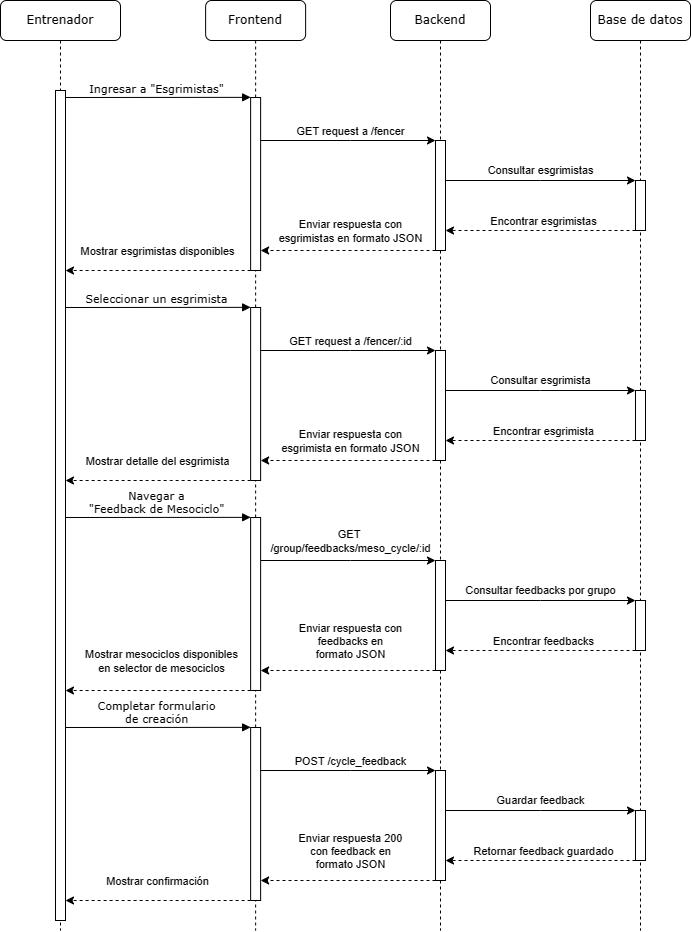 Entrenador
Frontend
Backend
Base de datos
Ingresar a "Esgrimistas"
GET request a /fencer
Consultar esgrimistas
Encontrar esgrimistas
Enviar respuesta con
esgrimistas en formato JSON
Mostrar esgrimistas disponibles
Seleccionar un esgrimista
GET request a /fencer/:id
Consultar esgrimista
Encontrar esgrimista
Enviar respuesta con
esgrimista en formato JSON
Mostrar detalle del esgrimista
Navegar a
"Feedback de Mesociclo"
GET
/group/feedbacks/meso_cycle/:id
Consultar feedbacks por grupo
Encontrar feedbacks
Enviar respuesta con
feedbacks en
formato JSON
Mostrar mesociclos disponibles
en selector de mesociclos
Completar formulario
de creación
POST /cycle_feedback
Guardar feedback
Retornar feedback guardado
Enviar respuesta 200
con feedback en
formato JSON
Mostrar confirmación